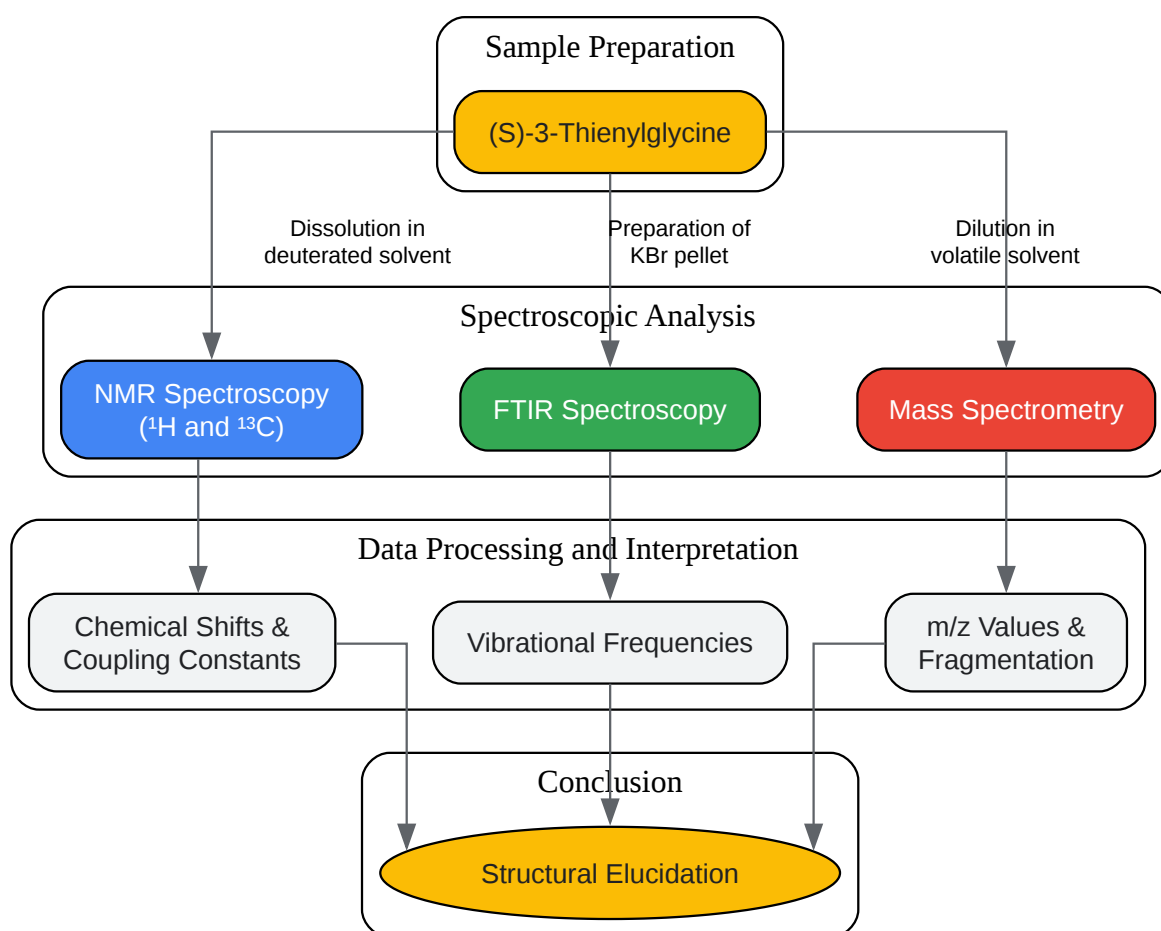 Sample Preparation
(S)-3-Thienylglycine
Dissolution in
deuterated solvent
Preparation of
KBr pellet
Dilution in
volatile solvent
Spectroscopic Analysis
NMR Spectroscopy
(¹H and ¹³C)
FTIR Spectroscopy
Mass Spectrometry
Data Processing and Interpretation
Chemical Shifts &
Coupling Constants
Vibrational Frequencies
m/z Values &
Fragmentation
Conclusion
Structural Elucidation